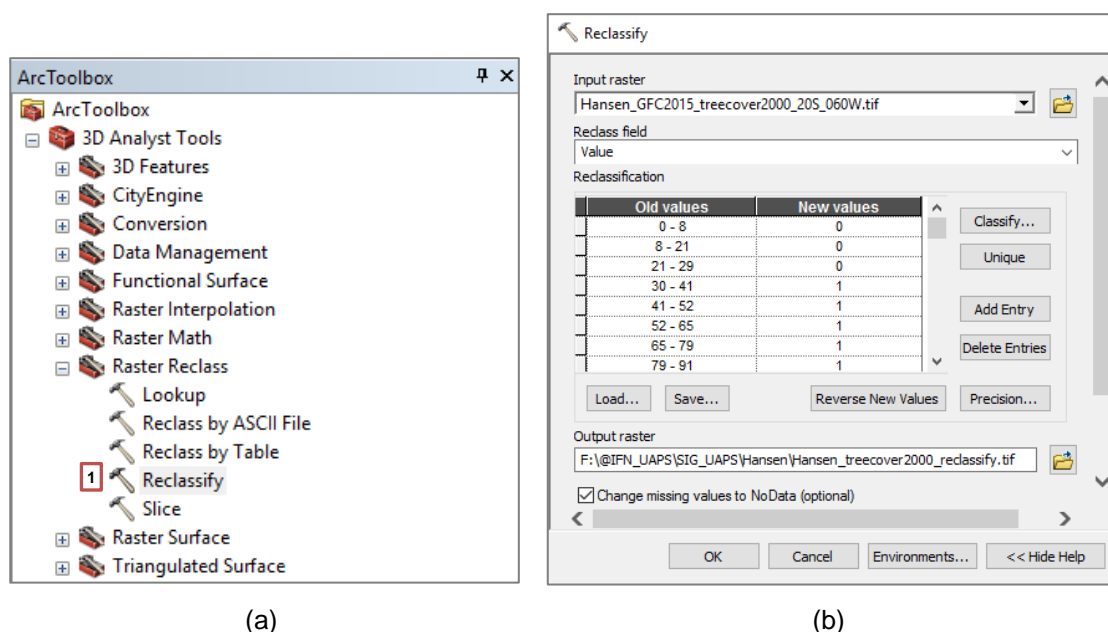 ArcToolbox
ArcToolbox
3D Analyst Tools
3D Features
CityEngine
Conversion
Data Management
Functional Surface
Raster Interpolation
Raster Math
Raster Reclass
Lookup
Reclass by ASCII File
Reclass by Table
1 Reclassify
Slice
Raster Surface
Triangulated Surface
(a)
Reclassify
Input raster
Hansen_GFC2015_treecover2000_20S_060W.tif
Reclass field
Value
Reclassification
Old values New values
0 - 8 0
8 - 21 0
21 - 29 0
30 - 41 1
41 - 52 1
52 - 65 1
65 - 79 1
79 - 91 1
Classify...
Unique
Add Entry
Delete Entries
Load... Save... Reverse New Values Precision...
Output raster
F:\@IFN_UAPS\SIG_UAPS\Hansen\Hansen_treecover2000_reclassify.tif
Change missing values to NoData (optional)
OK Cancel Environments... << Hide Help
(b)